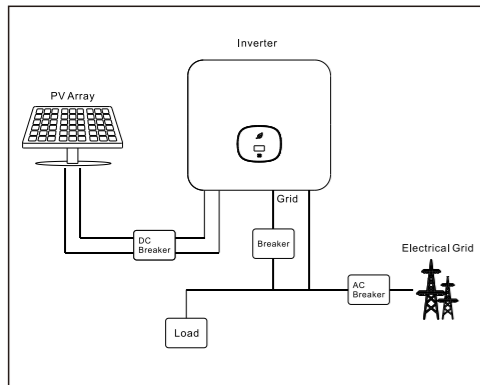 Inverter
PV Array
Grid
DC
Breaker
Breaker
Electrical Grid
AC
Breaker
Load